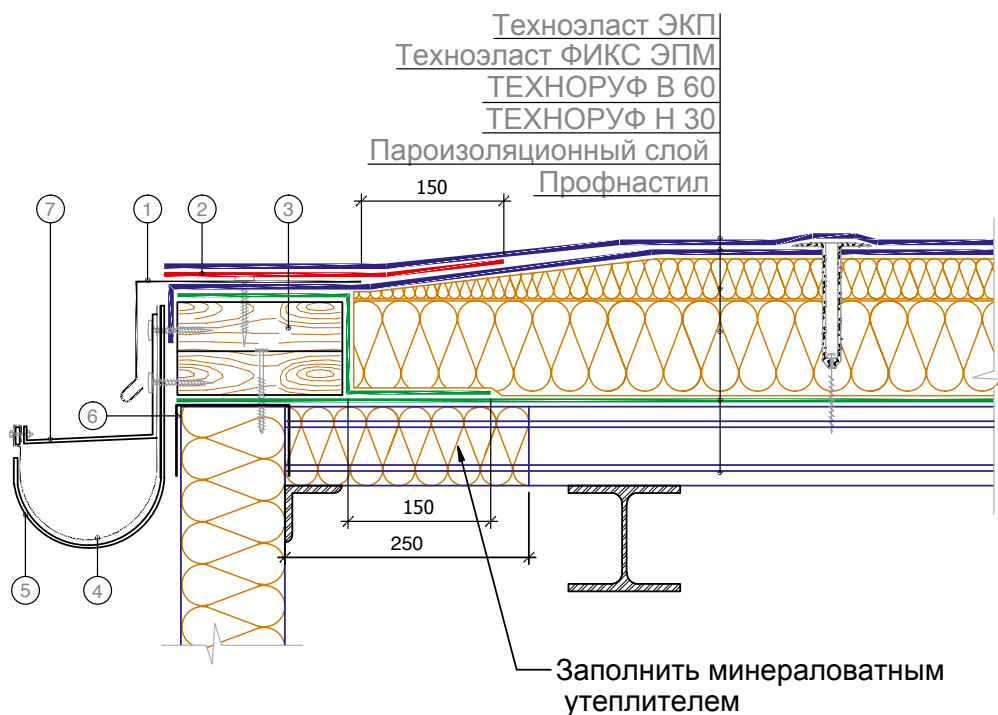 Техноэласт ЭКП
Техноэласт ФИКС ЭПМ
ТЕХНОРУФ В 60
ТЕХНОРУФ Н 30
Пароизоляционный слой
Профнастил
150
7
1
2
3
6
150
250
5
4
Заполнить минераловатным
утеплителем